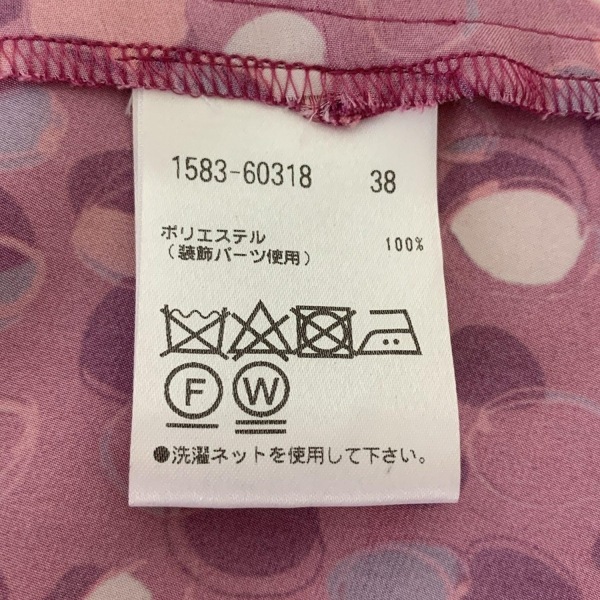 1583-60318 38
ポリエステル 100%
(装飾パーツ使用)
F W
●洗濯ネットを使用して下さい。